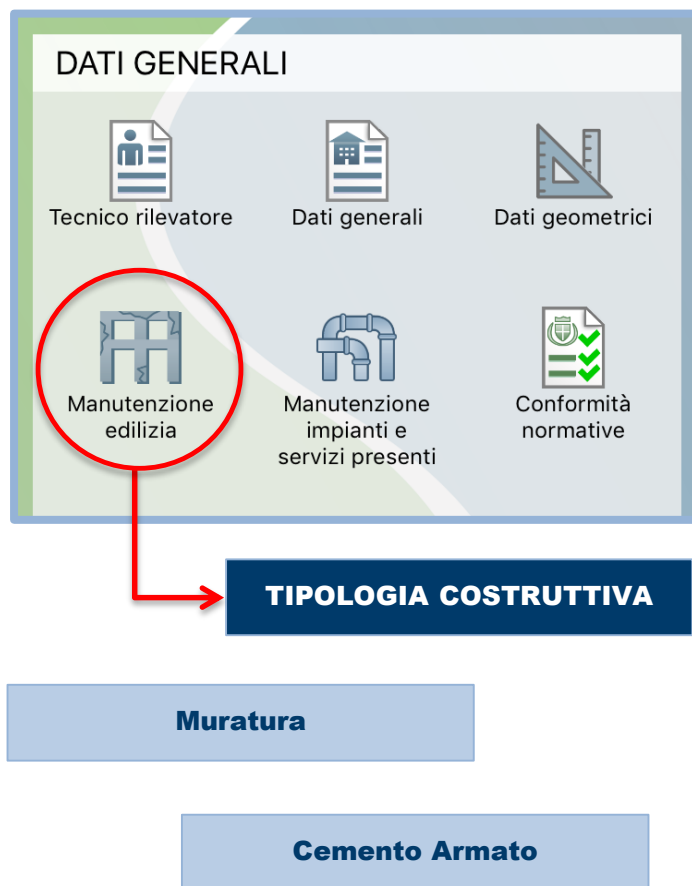 DATI GENERALI
Tecnico rilevatore
Dati generali
Dati geometrici
Manutenzione
edilizia
Manutenzione
impianti e
servizi presenti
Conformità
normative
TIPOLOGIA COSTRUTTIVA
Muratura
Cemento Armato